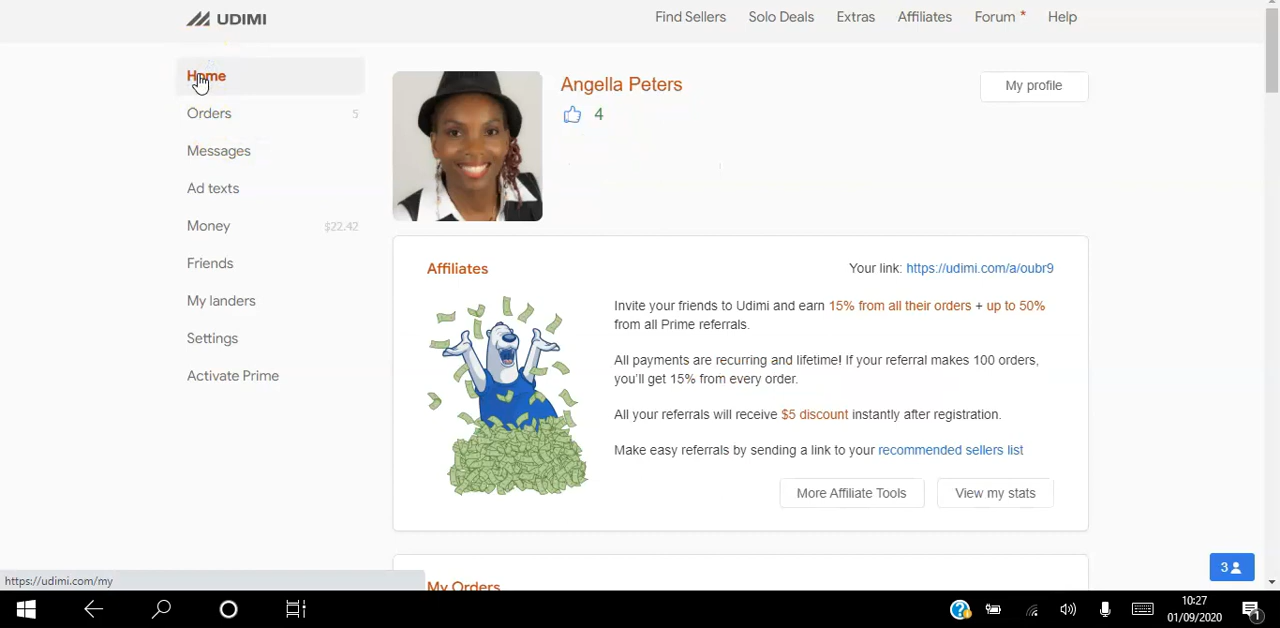 UDIMI
Find Sellers Solo Deals Extras Affiliates Forum * Help
Home
Orders 5
Messages
Ad texts
Money $22.42
Friends
My landers
Settings
Activate Prime
Angella Peters
4
My profile
Affiliates
Your link: https://udimi.com/a/oubr9
Invite your friends to Udimi and earn 15% from all their orders + up to 50%
from all Prime referrals.
All payments are recurring and lifetime! If your referral makes 100 orders,
you'll get 15% from every order.
All your referrals will receive $5 discount instantly after registration.
Make easy referrals by sending a link to your recommended sellers list
More Affiliate Tools View my stats
My Orders
3
https://udimi.com/my
10:27
01/09/2020
1